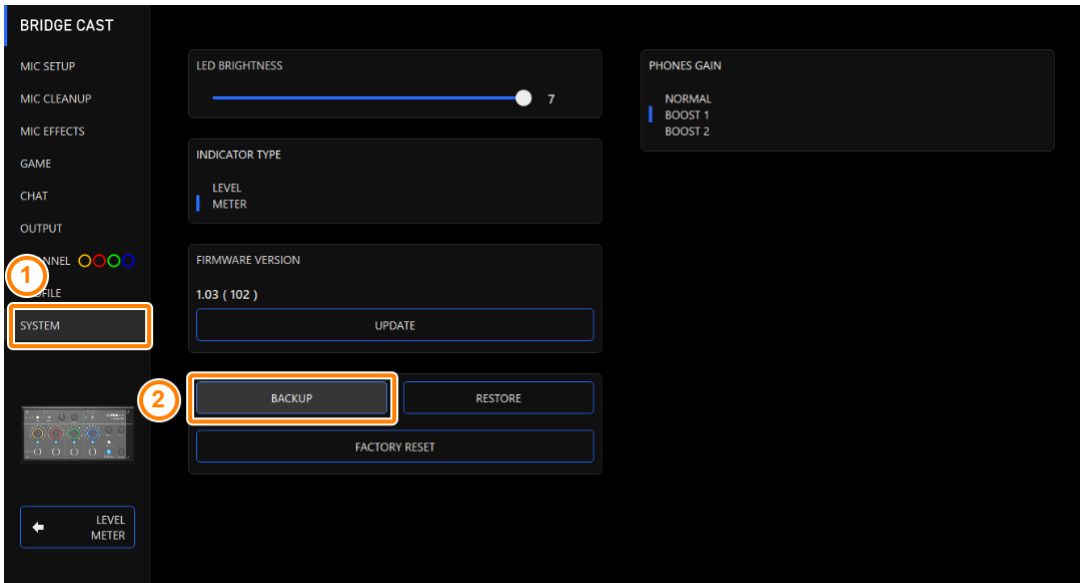 BRIDGE CAST
MIC SETUP
MIC CLEANUP
MIC EFFECTS
GAME
CHAT
OUTPUT
NNEL
1
FILE
SYSTEM
LEVEL
METER
LED BRIGHTNESS
7
INDICATOR TYPE
LEVEL
METER
FIRMWARE VERSION
1.03 ( 102 )
UPDATE
2
BACKUP
RESTORE
FACTORY RESET
PHONES GAIN
NORMAL
BOOST 1
BOOST 2